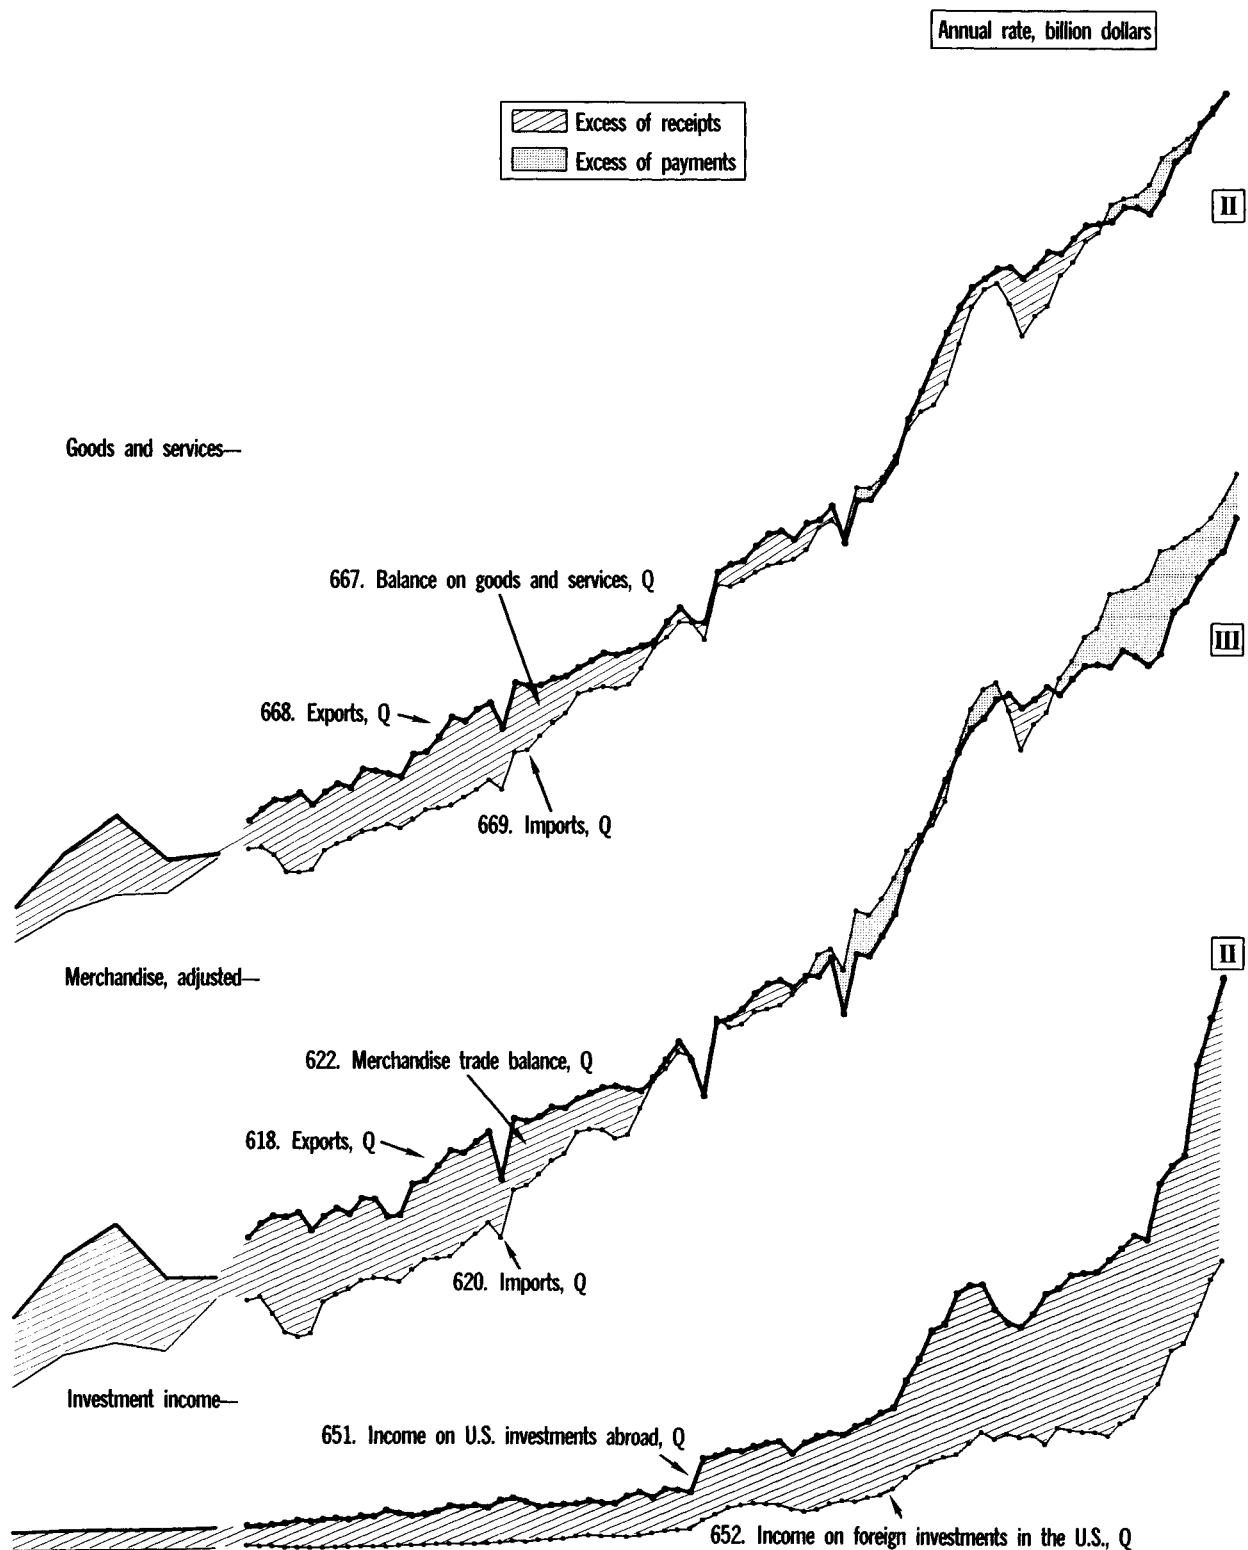 Annual rate, billion dollars
Excess of receipts
Excess of payments
II
Goods and services—
667. Balance on goods and services, Q
III
668. Exports, Q
669. Imports, Q
II
Merchandise, adjusted—
622. Merchandise trade balance, Q
618. Exports, Q
620. Imports, Q
Investment income—
651. Income on U.S. investments abroad, Q
652. Income on foreign investments in the U.S., Q